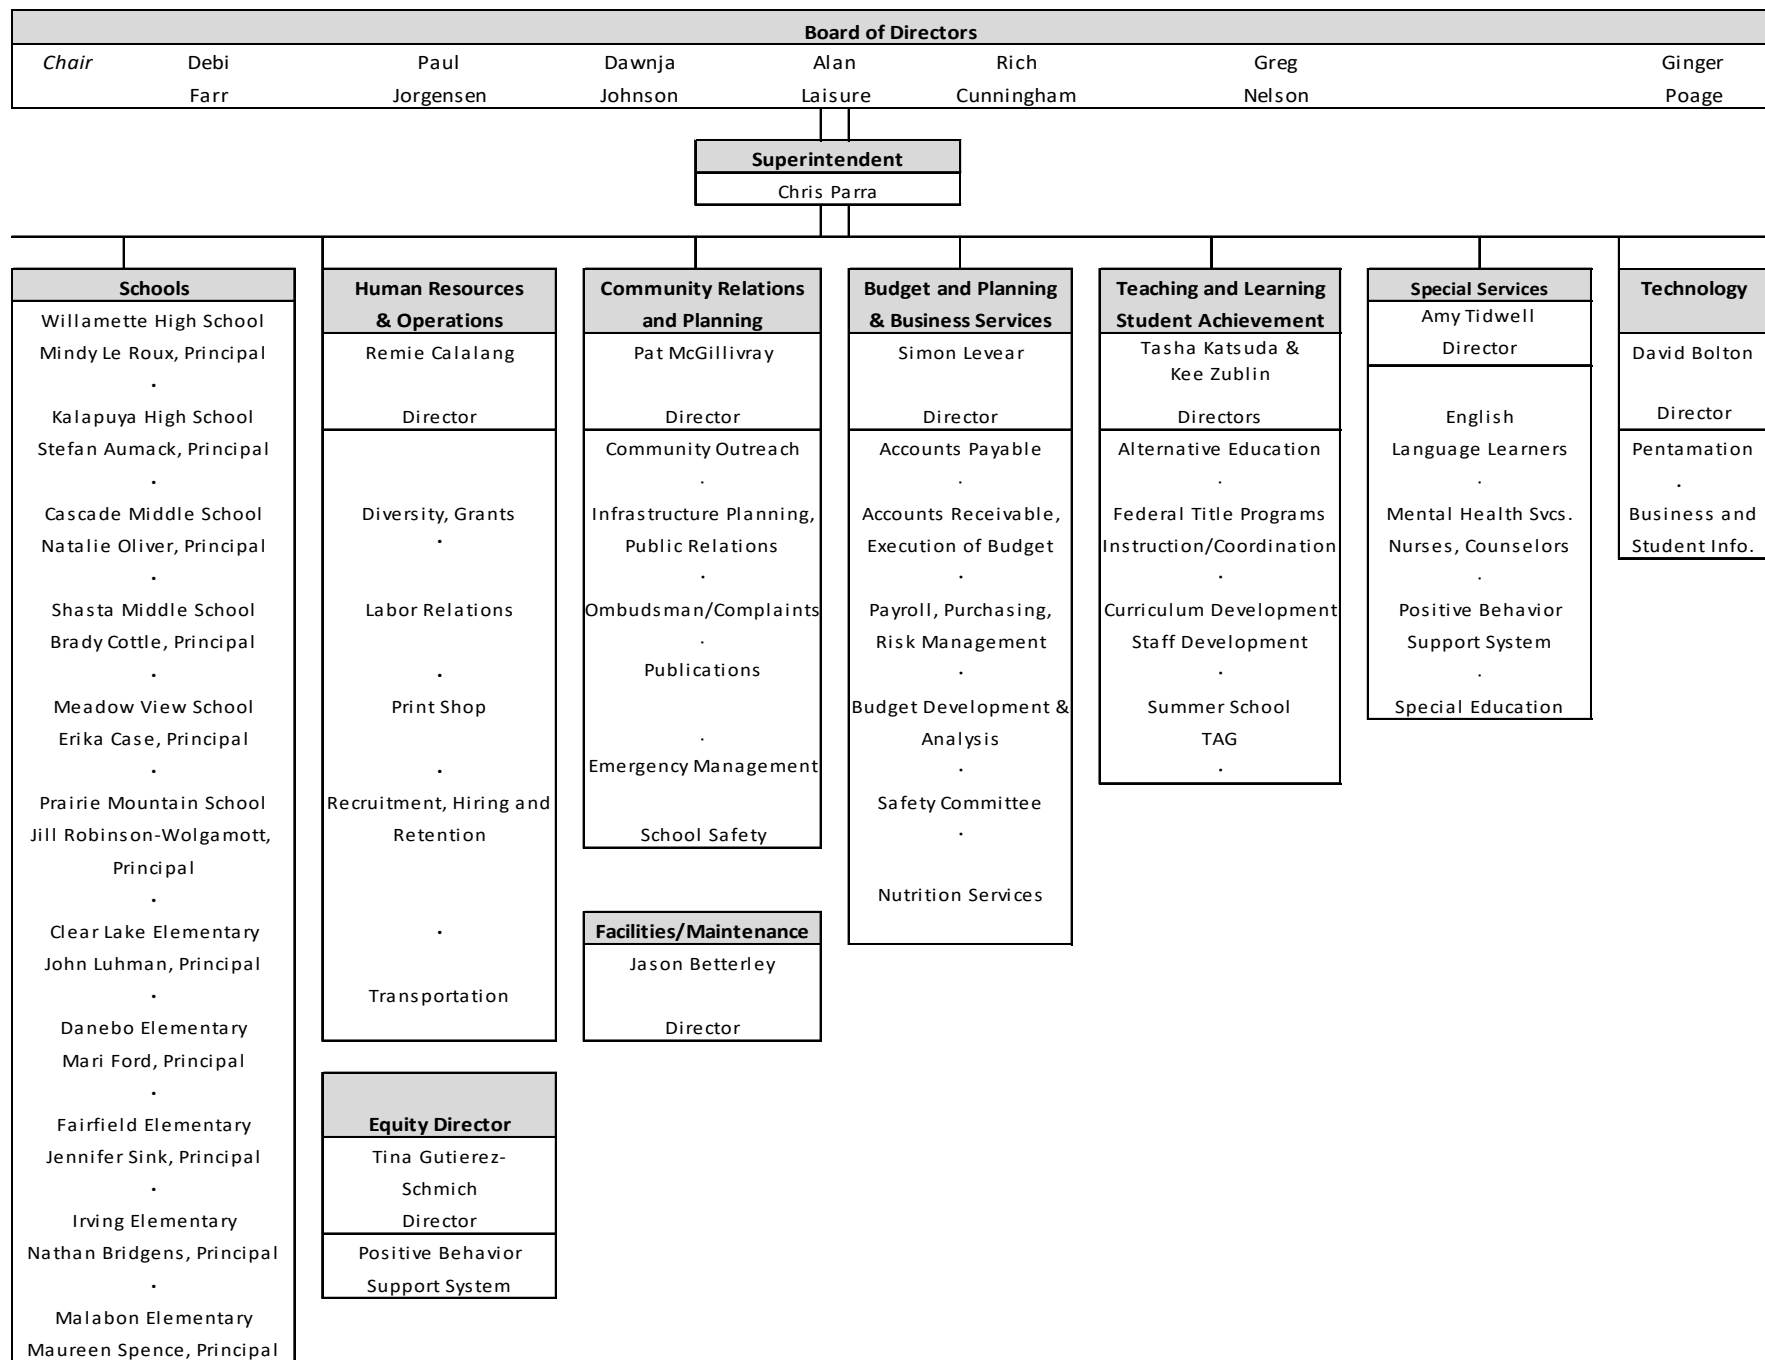 Board of Directors
Chair Debi Paul Dawnja Alan Rich Greg Ginger
Farr Jorgensen Johnson Laisure Cunningham Nelson Poage
Superintendent
Chris Parra
Schools
Willamette High School
Mindy Le Roux, Principal
.
Kalapuya High School
Stefan Aumack, Principal
.
Cascade Middle School
Natalie Oliver, Principal
.
Shasta Middle School
Brady Cottle, Principal
.
Meadow View School
Erika Case, Principal
.
Prairie Mountain School
Jill Robinson-Wolgamott,
Principal
.
Clear Lake Elementary
John Luhman, Principal
.
Danebo Elementary
Mari Ford, Principal
.
Fairfield Elementary
Jennifer Sink, Principal
.
Irving Elementary
Nathan Bridgens, Principal
.
Malabon Elementary
Maureen Spence, Principal
Human Resources
& Operations
Remie Calalang
Director
Diversity, Grants
.
Labor Relations
.
Print Shop
.
Recruitment, Hiring and
Retention
.
Transportation
Equity Director
Tina Gutierez-
Schmich
Director
Positive Behavior
Support System
Community Relations
and Planning
Pat McGillivray
Director
Community Outreach
.
Infrastructure Planning,
Public Relations
.
Ombudsman/Complaints
.
Publications
.
Emergency Management
School Safety
Facilities/Maintenance
Jason Betterley
Director
Budget and Planning
& Business Services
Simon Levear
Director
Accounts Payable
.
Accounts Receivable,
Execution of Budget
.
Payroll, Purchasing,
Risk Management
.
Budget Development &
Analysis
.
Safety Committee
.
Nutrition Services
Teaching and Learning
Student Achievement
Tasha Katsuda &
Kee Zublin
Directors
Alternative Education
.
Federal Title Programs
Instruction/Coordination
.
Curriculum Development
Staff Development
.
Summer School
TAG
.
Special Services
Amy Tidwell
Director
English
Language Learners
.
Mental Health Svcs.
Nurses, Counselors
.
Positive Behavior
Support System
.
Special Education
Technology
David Bolton
Director
Pentamation
.
Business and
Student Info.